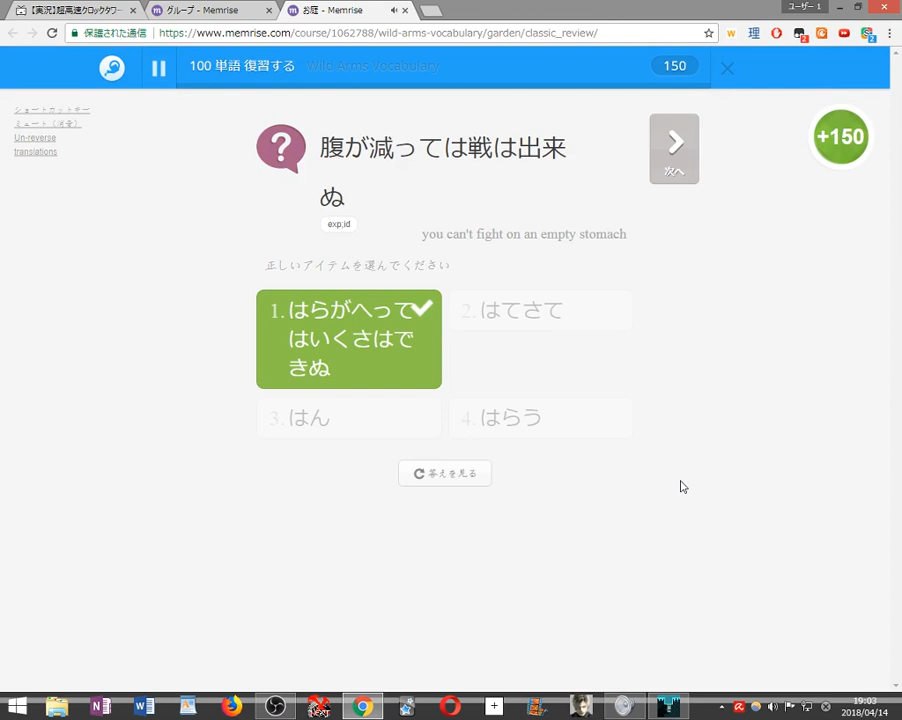 【実況】超高速クロックタワー
グループ - Memrise
お庭 - Memrise
ユーザー 1
保護された通信
https://www.memrise.com/course/1062788/wild-arms-vocabulary/garden/classic_review/
100 単語 復習する
Wild Arms Vocabulary
150
ショートカットキー
Un-reverse
translations
腹が減っては戦は出来
ぬ
exp;id
次へ
+150
you can't fight on an empty stomach
正しいアイテムを選んでください
1. はらがへって
はいくさはで
きぬ
2. はてさて
3. はん
4. はらう
答えを見る
19:03
2018/04/14